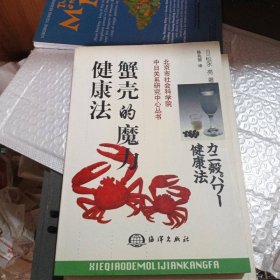 蟹壳的魔力
健康法
北京市社会科学院
中日关系研究中心丛书
カニ殻パワー
健康法
海洋出版社
XIEQIAODEMOLIJIANKANGFA